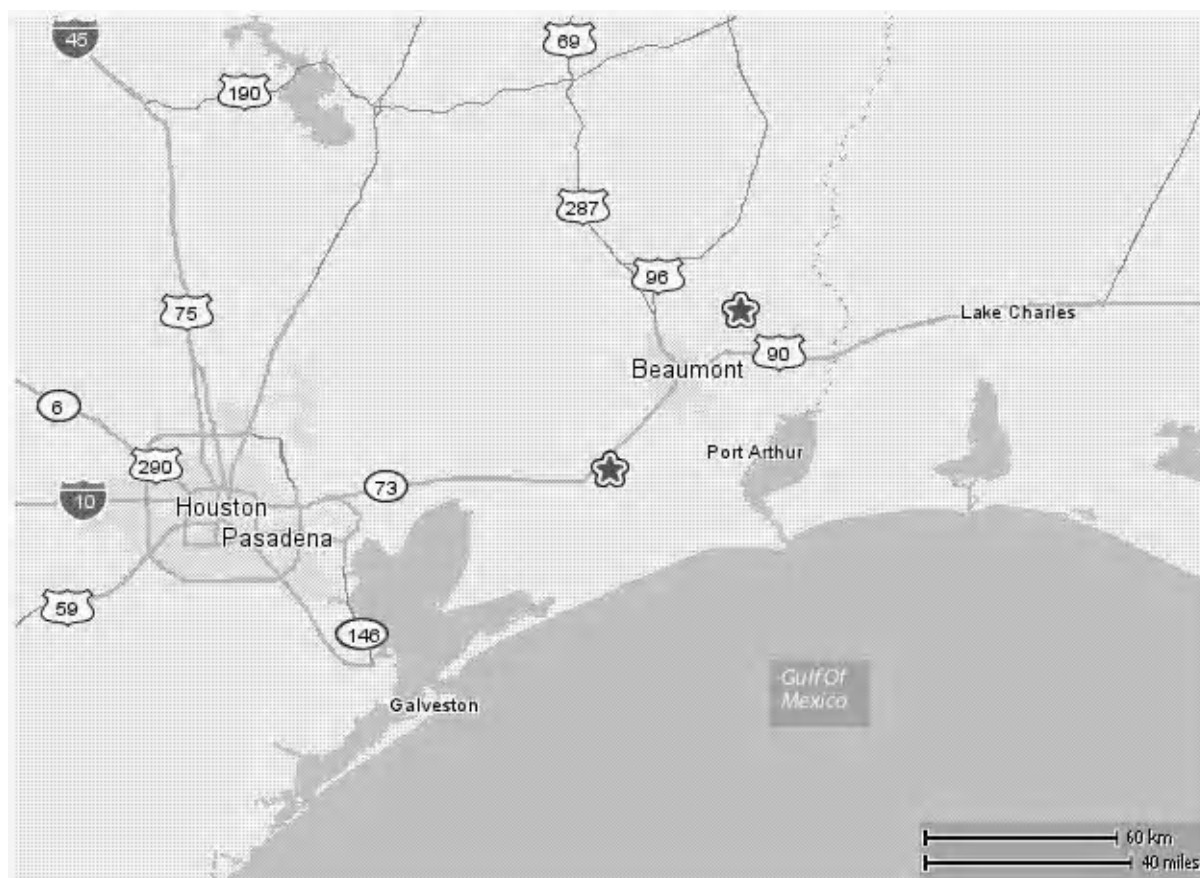 45
69
190
287
96
75
Lake Charles
90
Beaumont
6
Port Arthur
290
73
10
Houston
Pasadena
59
146
Gulf Of
Mexico
Galveston
60 km
40 miles